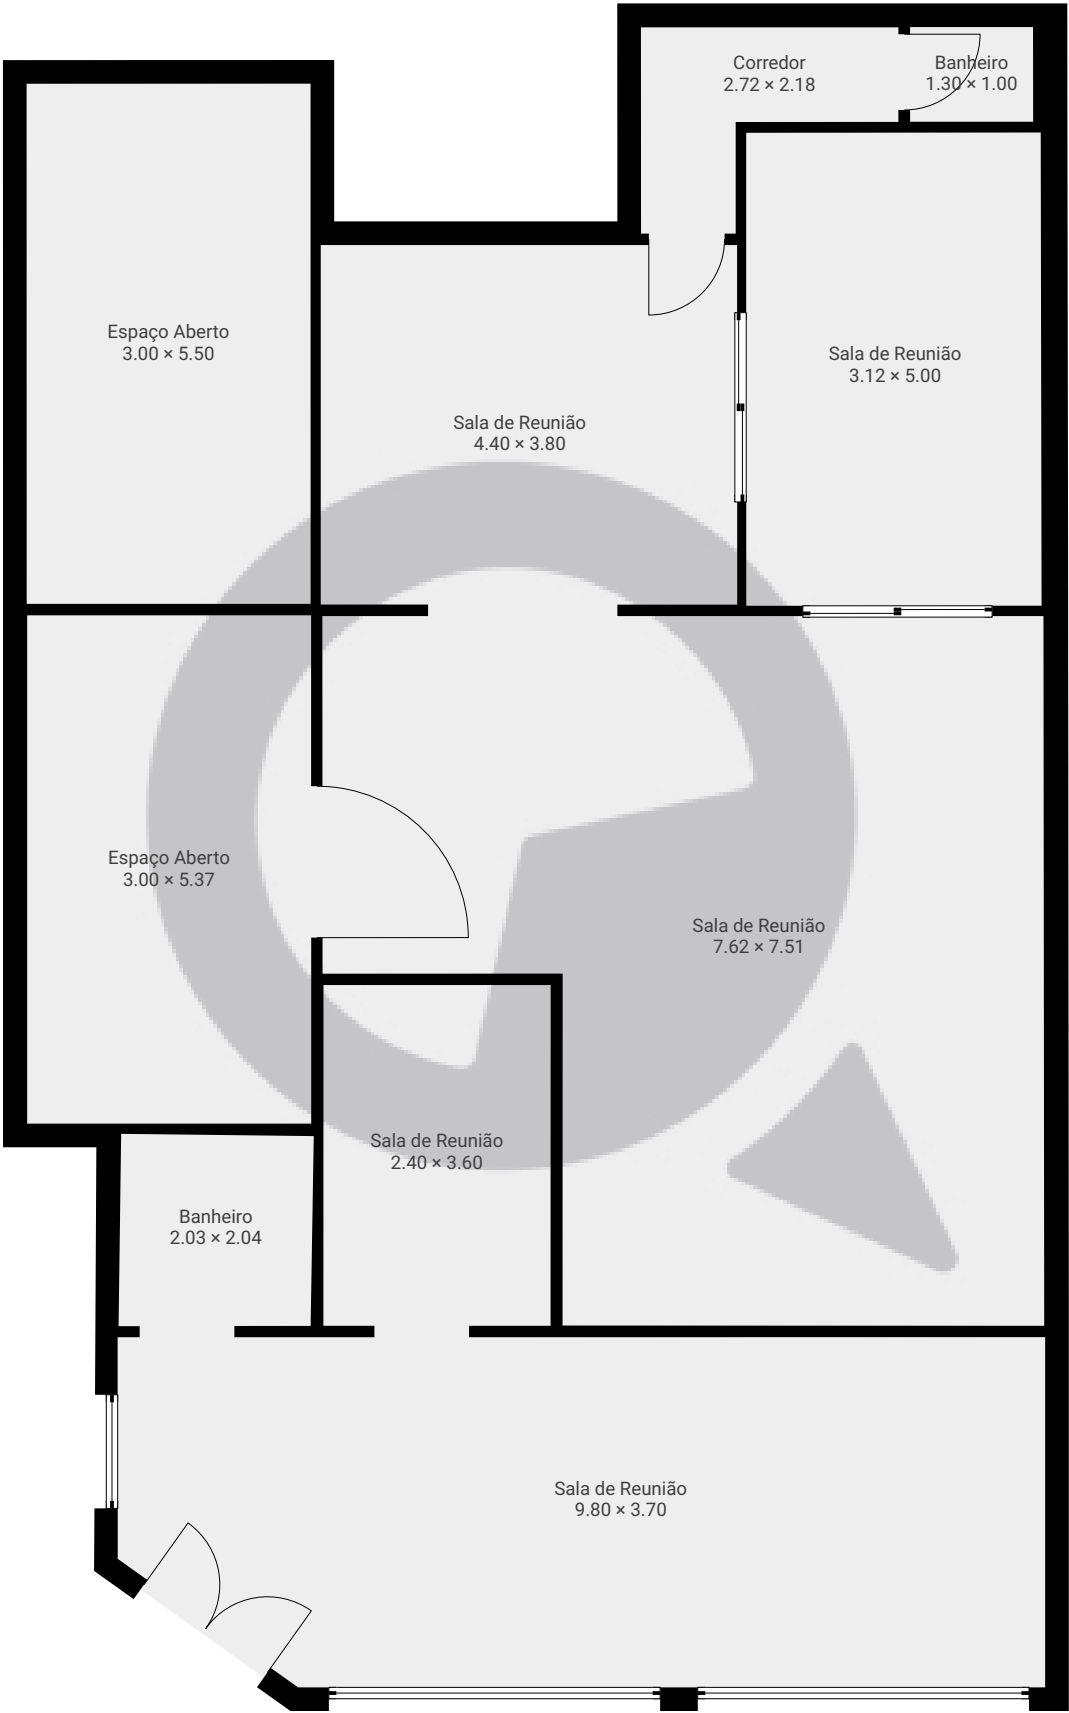 Corredor
2.72 × 2.18
Banheiro
1.30 × 1.00
Espaço Aberto
3.00 × 5.50
Sala de Reunião
3.12 × 5.00
Sala de Reunião
4.40 × 3.80
Espaço Aberto
3.00 × 5.37
Sala de Reunião
7.62 × 7.51
Sala de Reunião
2.40 × 3.60
Banheiro
2.03 × 2.04
Sala de Reunião
9.80 × 3.70